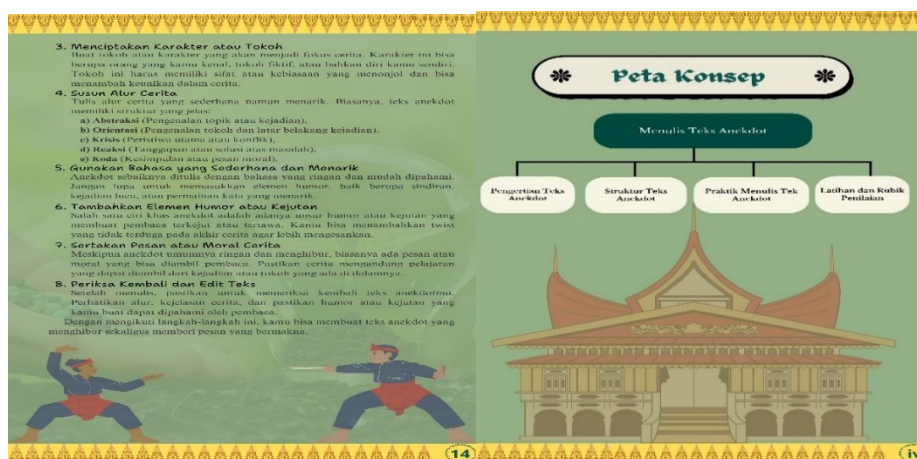 3. Menciptakan Karakter atau Tokoh
Buat tokoh atau karakter yang akan menjadi fokus cerita. Karakter ini bisa
berupa orang yang kamu kenal, tokoh fiktif, atau bahkan diri kamu sendiri.
Tokoh ini harus memiliki sifat atau kebiasaan yang menonjol dan bisa
menambah keunikan dalam cerita.
4. Susun Alur Cerita
Tulis alur cerita yang sederhana namun menarik. Biasanya, teks anekdot
memiliki struktur yang jelas:
a) Abstraksi (Pengenalan topik atau kejadian),
b) Orientasi (Pengenalan tokoh dan latar belakang kejadian),
c) Krisis (Peristiwa utama atau konflik),
d) Reaksi (Tanggapan atau solusi atas masalah),
e) Koda (Kesimpulan atau pesan moral).
5. Gunakan Bahasa yang Sederhana dan Menarik
Anekdot sebaiknya ditulis dengan bahasa yang ringan dan mudah dipahami.
Jangan lupa untuk memasukkan elemen humor, baik berupa sindiran,
kejadian lucu, atau permainan kata yang menarik.
6. Tambahkan Elemen Humor atau Kejutan
Salah satu ciri khas anekdot adalah adanya unsur humor atau kejutan yang
membuat pembaca terkejut atau tertawa. Kamu bisa menambahkan twist
yang tidak terduga pada akhir cerita agar lebih mengesankan.
7. Sertakan Pesan atau Moral Cerita
Meskipun anekdot umumnya ringan dan menghibur, biasanya ada pesan atau
moral yang bisa diambil pembaca. Pastikan cerita mengandung pelajaran
yang dapat diambil dari kejadian atau tokoh yang ada di dalamnya.
8. Periksa Kembali dan Edit Teks
Setelah menulis, pastikan untuk memeriksa kembali teks anekdotmu.
Perhatikan alur, kejelasan cerita, dan pastikan humor atau kejutan yang
kamu buat dapat dipahami oleh pembaca.
Dengan mengikuti langkah-langkah ini, kamu bisa membuat teks anekdot yang
menghibur sekaligus memberi pesan yang bermakna.
14
Peta Konsep
Menulis Teks Anekdot
Pengertian Teks
Anekdot
Struktur Teks
Anekdot
Praktik Menulis Tek
Anekdot
Latihan dan Rubik
Penilaian
iv